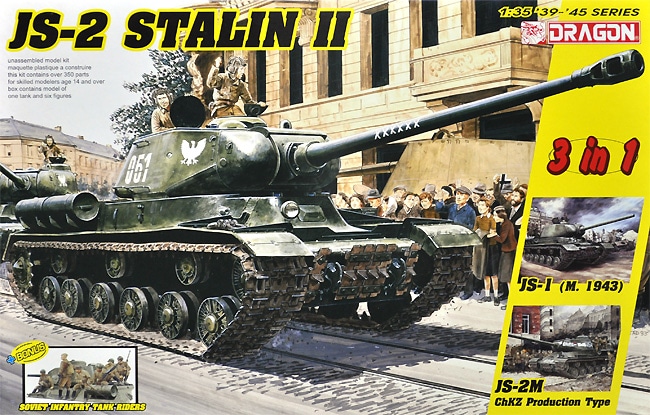 JS-2 STALIN II
1:35 '39-'45 SERIES
DRAGON
unassembled model kit
maquette plastique a construire
this kit contains over 350 parts
for skilled modelers age 14 and over
box contains model of
one tank and six figures
3 in 1
JS-1 (M. 1943)
JS-2M
ChKZ Production Type
BONUS
SOVIET INFANTRY TANK RIDERS